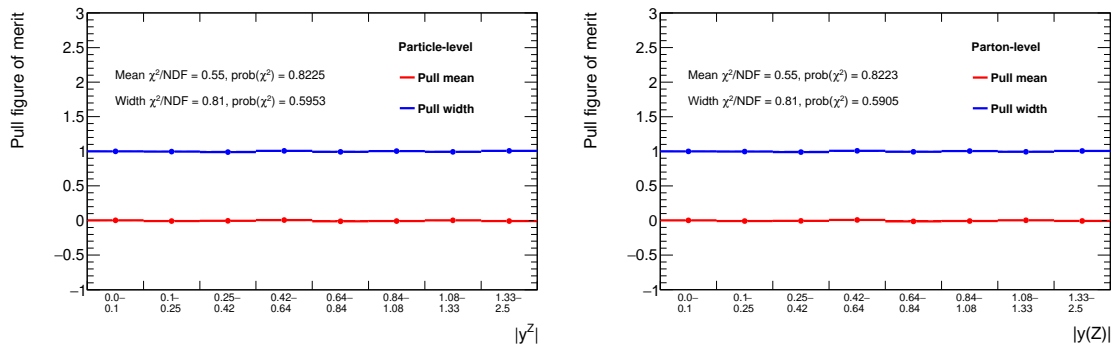 Pull figure of merit
3
2.5
2
1.5
1
0.5
0
−0.5
−1
Particle-level
Mean χ²/NDF = 0.55, prob(χ²) = 0.8225
Pull mean
Width χ²/NDF = 0.81, prob(χ²) = 0.5953
Pull width
0.0– 0.1– 0.25– 0.42– 0.64– 0.84– 1.08– 1.33–
0.1 0.25 0.42 0.64 0.84 1.08 1.33 2.5
|y^Z|
Pull figure of merit
3
2.5
2
1.5
1
0.5
0
−0.5
−1
Parton-level
Mean χ²/NDF = 0.55, prob(χ²) = 0.8223
Pull mean
Width χ²/NDF = 0.81, prob(χ²) = 0.5905
Pull width
0.0– 0.1– 0.25– 0.42– 0.64– 0.84– 1.08– 1.33–
0.1 0.25 0.42 0.64 0.84 1.08 1.33 2.5
|y(Z)|